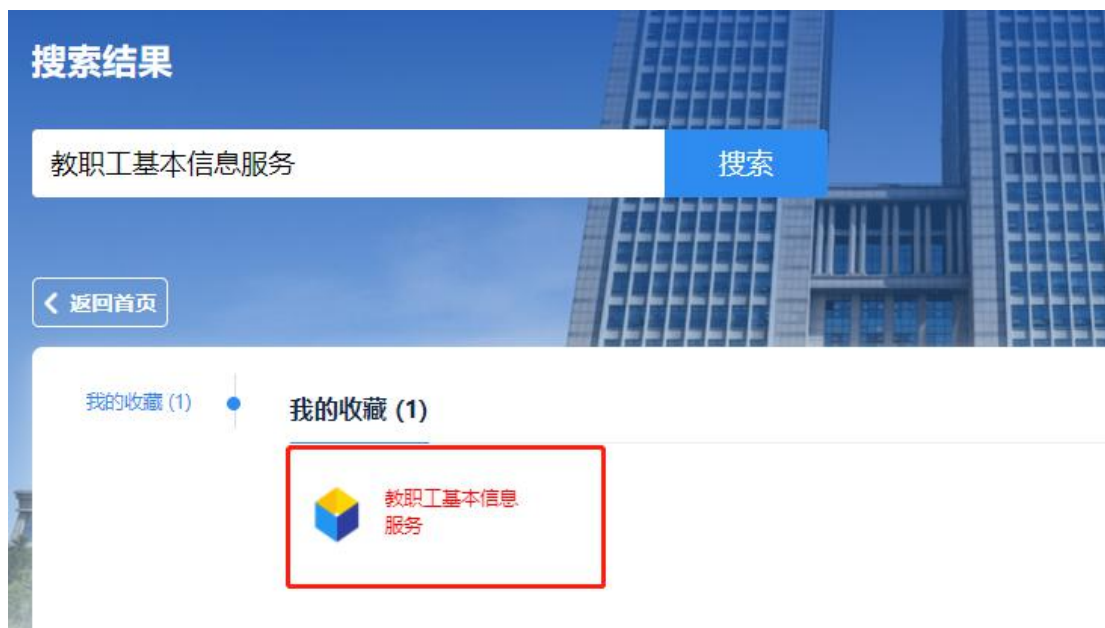 搜索结果
教职工基本信息服务
搜索
返回首页
我的收藏 (1)
我的收藏 (1)
教职工基本信息
服务